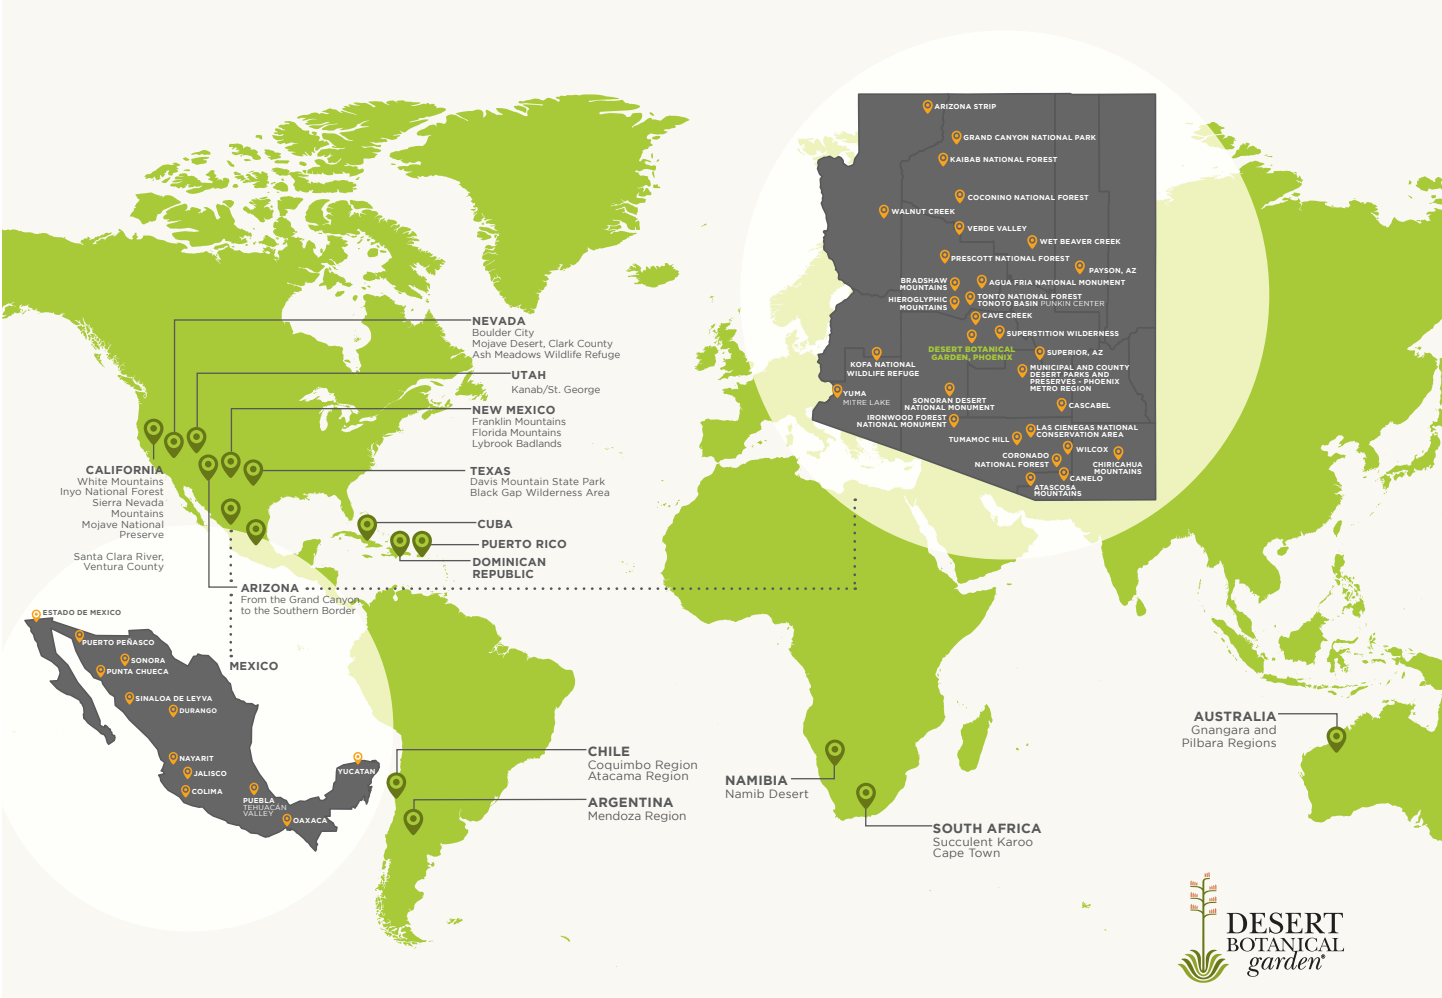 ARIZONA STRIP
GRAND CANYON NATIONAL PARK
KAIBAB NATIONAL FOREST
COCONINO NATIONAL FOREST
WALNUT CREEK
VERDE VALLEY
WET BEAVER CREEK
PRESCOTT NATIONAL FOREST
PAYSON, AZ
BRADSHAW
MOUNTAINS
AGUA FRIA NATIONAL MONUMENT
HIEROGLYPHIC
MOUNTAINS
TONTO NATIONAL FOREST
TONOTO BASIN PUNKIN CENTER
CAVE CREEK
SUPERSTITION WILDERNESS
DESERT BOTANICAL
GARDEN, PHOENIX
SUPERIOR, AZ
KOFA NATIONAL
WILDLIFE REFUGE
MUNICIPAL AND COUNTY
DESERT PARKS AND
PRESERVES - PHOENIX
METRO REGION
YUMA
MITRE LAKE
SONORAN DESERT
NATIONAL MONUMENT
CASCABEL
IRONWOOD FOREST
NATIONAL MONUMENT
LAS CIENEGAS NATIONAL
CONSERVATION AREA
TUMAMOC HILL
WILCOX
CORONADO
NATIONAL FOREST
CHIRICAHUA
MOUNTAINS
CANELO
ATASCOSA
MOUNTAINS
NEVADA
Boulder City
Mojave Desert, Clark County
Ash Meadows Wildlife Refuge
UTAH
Kanab/St. George
NEW MEXICO
Franklin Mountains
Florida Mountains
Lybrook Badlands
TEXAS
Davis Mountain State Park
Black Gap Wilderness Area
CALIFORNIA
White Mountains
Inyo National Forest
Sierra Nevada
Mountains
Mojave National
Preserve
Santa Clara River,
Ventura County
CUBA
PUERTO RICO
DOMINICAN
REPUBLIC
ARIZONA
From the Grand Canyon
to the Southern Border
MEXICO
ESTADO DE MEXICO
PUERTO PEÑASCO
SONORA
PUNTA CHUECA
SINALOA DE LEYVA
DURANGO
NAYARIT
JALISCO
COLIMA
YUCATAN
PUEBLA
TEHUACÁN
VALLEY
OAXACA
CHILE
Coquimbo Region
Atacama Region
ARGENTINA
Mendoza Region
NAMIBIA
Namib Desert
SOUTH AFRICA
Succulent Karoo
Cape Town
AUSTRALIA
Gnangara and
Pilbara Regions
DESERT
BOTANICAL
garden®